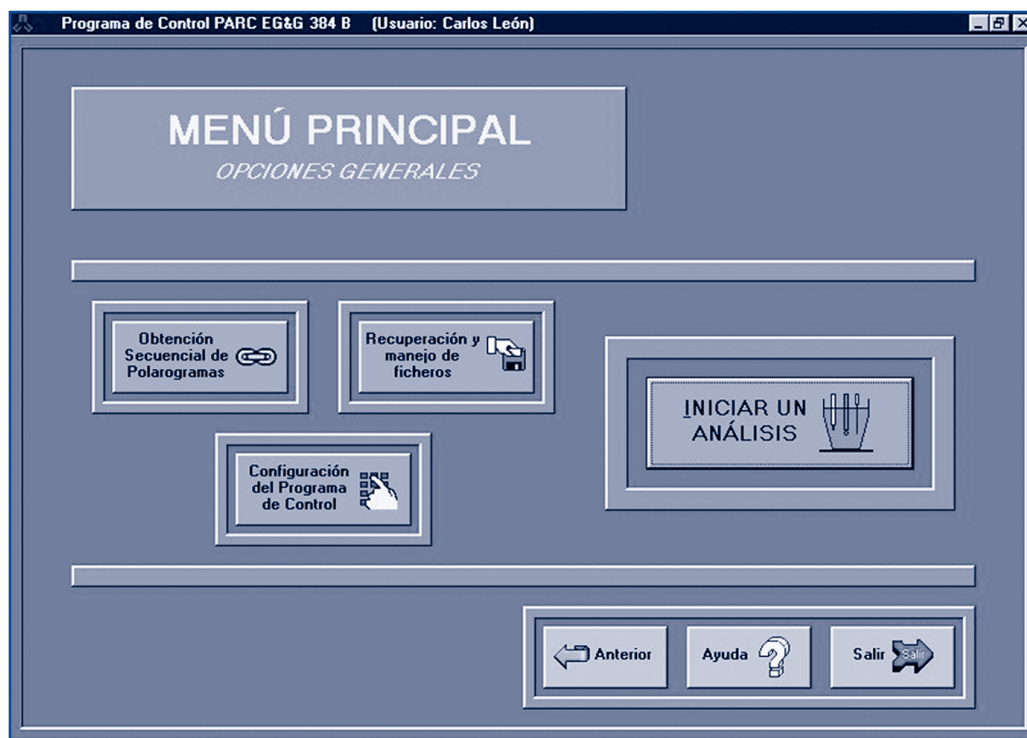 Programa de Control PARC EG&G 384 B (Usuario: Carlos León)
MENÚ PRINCIPAL
OPCIONES GENERALES
Obtención
Secuencial de
Polarogramas
Recuperación y
manejo de
ficheros
INICIAR UN
ANÁLISIS
Configuración
del Programa
de Control
Anterior
Ayuda
Salir
Salir